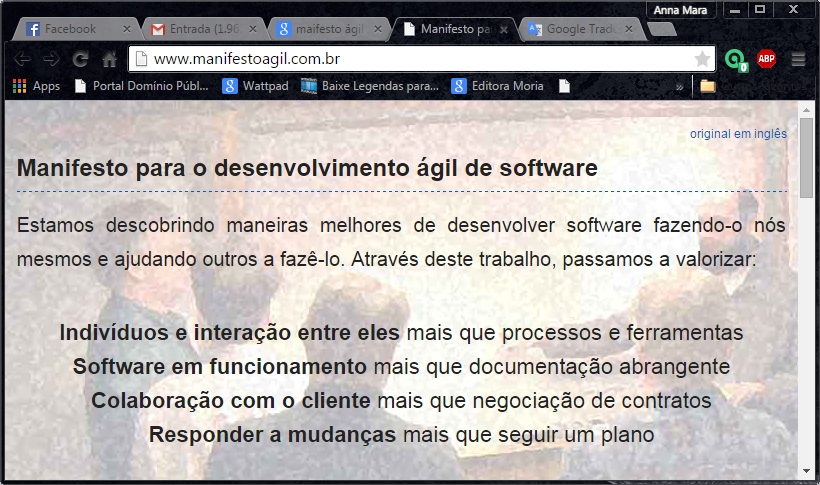 Anna Mara
Facebook
Entrada (1.96
maifesto ágil
Manifesto pa
Google Tradu
www.manifestoagil.com.br
0
ABP
Apps
Portal Domínio Públ...
Wattpad
Baixe Legendas para...
Editora Moria
»
original em inglês
Manifesto para o desenvolvimento ágil de software
Estamos descobrindo maneiras melhores de desenvolver software fazendo-o nós
mesmos e ajudando outros a fazê-lo. Através deste trabalho, passamos a valorizar:
Indivíduos e interação entre eles mais que processos e ferramentas
Software em funcionamento mais que documentação abrangente
Colaboração com o cliente mais que negociação de contratos
Responder a mudanças mais que seguir um plano